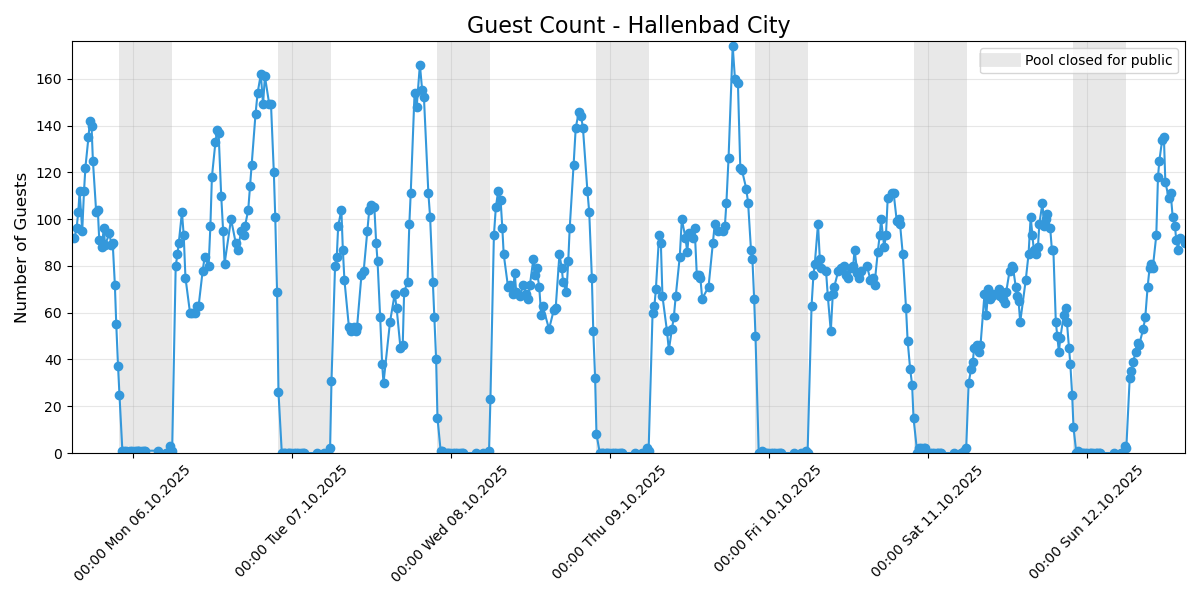 Guest Count - Hallenbad City
Pool closed for public
Number of Guests
160
140
120
100
80
60
40
20
0
00:00 Mon 06.10.2025
00:00 Tue 07.10.2025
00:00 Wed 08.10.2025
00:00 Thu 09.10.2025
00:00 Fri 10.10.2025
00:00 Sat 11.10.2025
00:00 Sun 12.10.2025